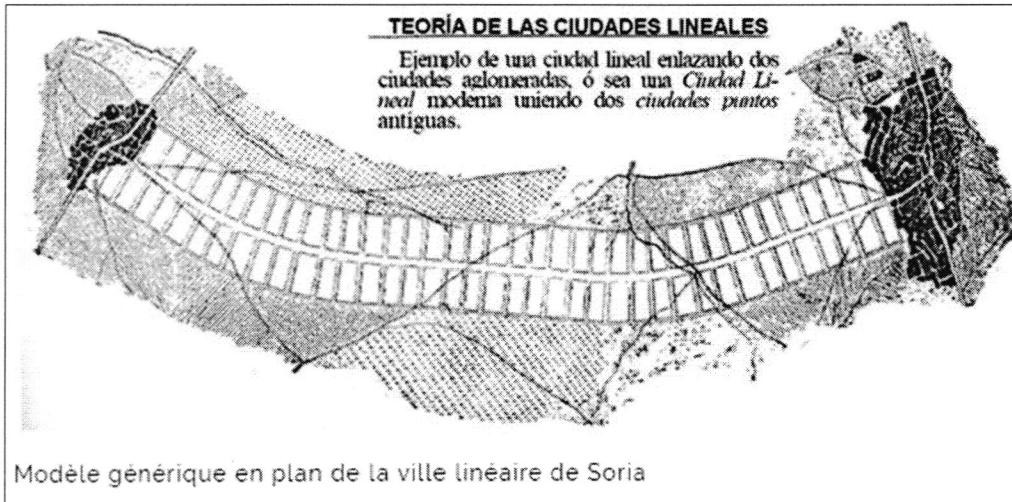 TEORÍA DE LAS CIUDADES LINEALES
Ejemplo de una ciudad lineal enlazando dos
ciudades aglomeradas, ó sea una Ciudad Li-
neal moderna uniendo dos ciudades puntos
antiguas.
Modèle générique en plan de la ville linéaire de Soria